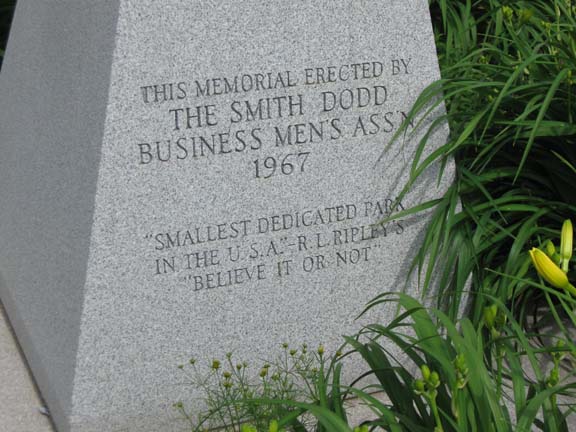 THIS MEMORIAL ERECTED BY
THE SMITH DODD
BUSINESS MEN'S ASS'N
1967
"SMALLEST DEDICATED PARK
IN THE U.S.A."-R.L. RIPLEY'S
"BELIEVE IT OR NOT"